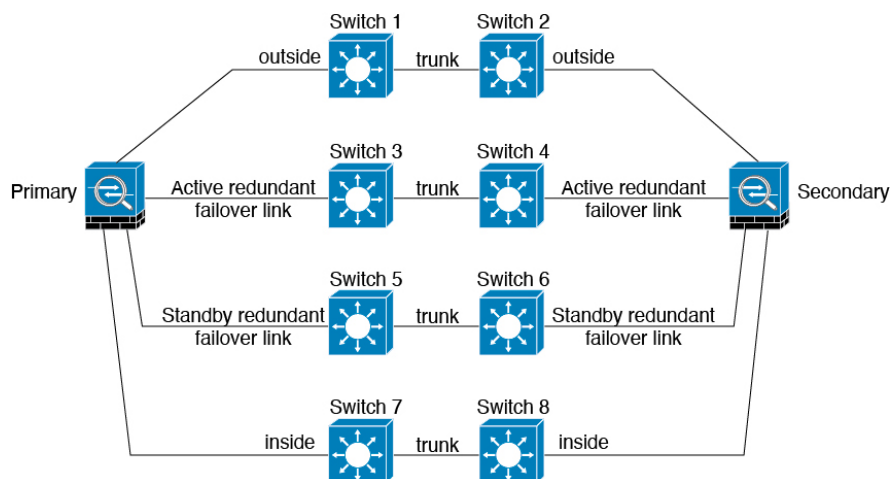 Switch 1
Switch 2
outside
trunk
outside
Switch 3
Switch 4
Primary
Active redundant
failover link
trunk
Active redundant
failover link
Secondary
Switch 5
Switch 6
Standby redundant
failover link
trunk
Standby redundant
failover link
Switch 7
Switch 8
inside
trunk
inside